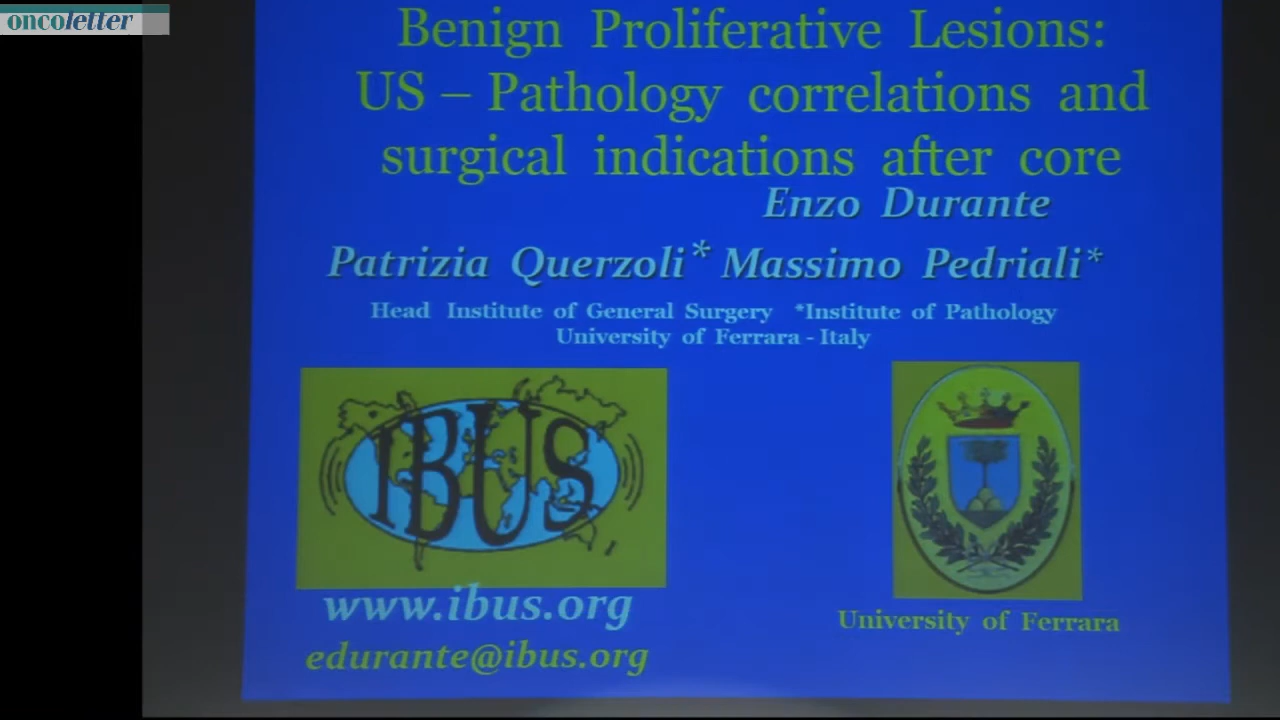 oncoletter
Benign Proliferative Lesions:
US – Pathology correlations and
surgical indications after core
Enzo Durante
Patrizia Querzoli* Massimo Pedriali*
Head Institute of General Surgery *Institute of Pathology
University of Ferrara - Italy
IBUS
www.ibus.org
edurante@ibus.org
University of Ferrara